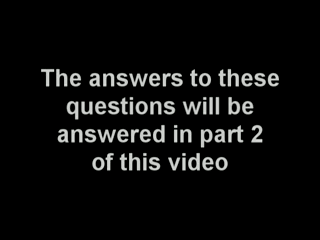 The answers to these
questions will be
answered in part 2
of this video